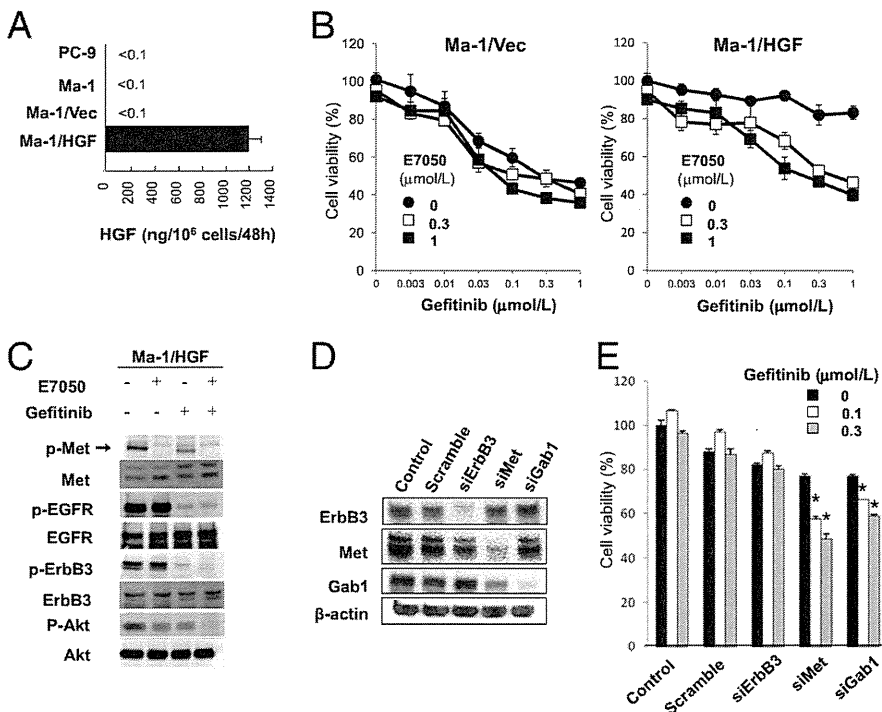 A
PC-9
<0.1
Ma-1
<0.1
Ma-1/Vec
<0.1
Ma-1/HGF
0
200
400
600
800
1000
1200
1400
HGF (ng/10⁶ cells/48h)
B
Ma-1/Vec
120
100
80
60
40
20
0
Cell viability (%)
E7050
(μmol/L)
0
0.3
1
0 0.003 0.01 0.03 0.1 0.3 1
Gefitinib (μmol/L)
Ma-1/HGF
120
100
80
60
40
20
0
Cell viability (%)
E7050
(μmol/L)
0
0.3
1
0 0.003 0.01 0.03 0.1 0.3 1
Gefitinib (μmol/L)
C
Ma-1/HGF
E7050 - + - +
Gefitinib - - + +
p-Met
Met
p-EGFR
EGFR
p-ErbB3
ErbB3
P-Akt
Akt
D
Control Scramble siErbB3 siMet siGab1
ErbB3
Met
Gab1
β-actin
E
Gefitinib (μmol/L)
0
0.1
0.3
120
100
80
60
40
20
0
Cell viability (%)
* *
* *
Control Scramble siErbB3 siMet siGab1